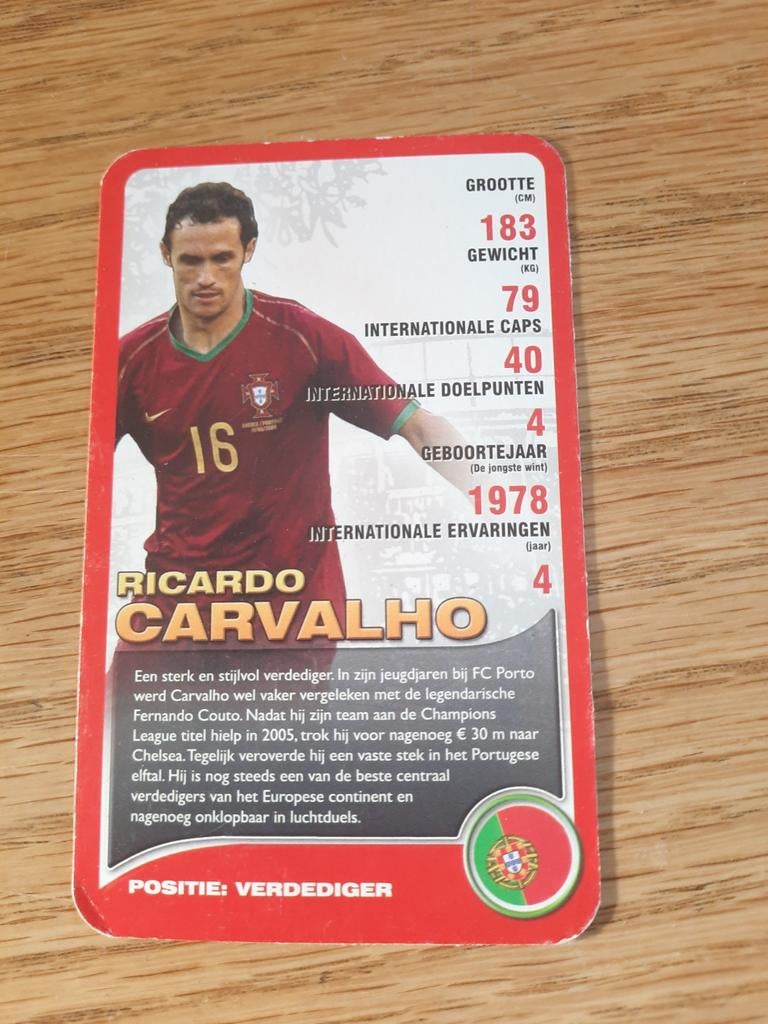 GROOTTE
(CM)
183
GEWICHT
(KG)
79
INTERNATIONALE CAPS
40
INTERNATIONALE DOELPUNTEN
4
GEBOORTEJAAR
(De jongste wint)
1978
INTERNATIONALE ERVARINGEN
(jaar)
4
16
RICARDO
CARVALHO
Een sterk en stijlvol verdediger. In zijn jeugdjaren bij FC Porto
werd Carvalho wel vaker vergeleken met de legendarische
Fernando Couto. Nadat hij zijn team aan de Champions
League titel hielp in 2005, trok hij voor nagenoeg € 30 m naar
Chelsea. Tegelijk veroverde hij een vaste stek in het Portugese
elftal. Hij is nog steeds een van de beste centraal
verdedigers van het Europese continent en
nagenoeg onklopbaar in luchtduels.
POSITIE: VERDEDIGER